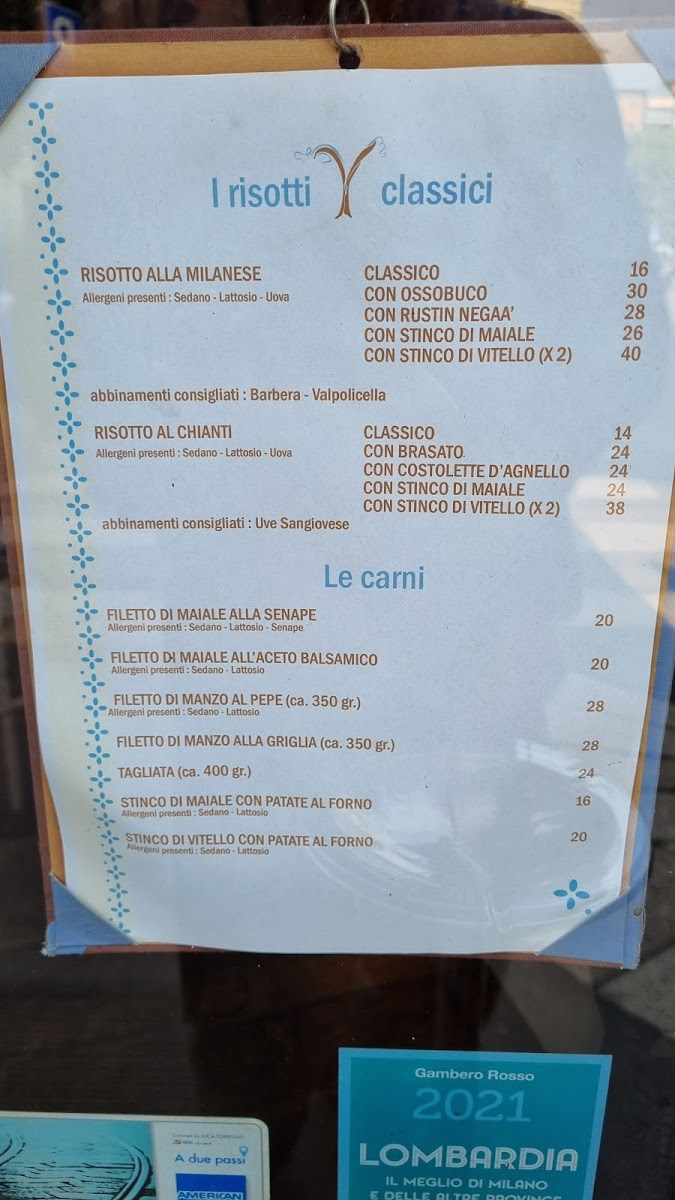 I risotti classici
RISOTTO ALLA MILANESE
Allergeni presenti : Sedano - Lattosio - Uova
CLASSICO 16
CON OSSOBUCO 30
CON RUSTIN NEGAA' 28
CON STINCO DI MAIALE 26
CON STINCO DI VITELLO (X 2) 40
abbinamenti consigliati : Barbera - Valpolicella
RISOTTO AL CHIANTI
Allergeni presenti : Sedano - Lattosio - Uova
CLASSICO 14
CON BRASATO 24
CON COSTOLETTE D'AGNELLO 24
CON STINCO DI MAIALE 24
CON STINCO DI VITELLO (X 2) 38
abbinamenti consigliati : Uve Sangiovese
Le carni
FILETTO DI MAIALE ALLA SENAPE 20
Allergeni presenti : Sedano - Lattosio - Senape
FILETTO DI MAIALE ALL'ACETO BALSAMICO 20
Allergeni presenti : Sedano - Lattosio
FILETTO DI MANZO AL PEPE (ca. 350 gr.) 28
Allergeni presenti : Sedano - Lattosio
FILETTO DI MANZO ALLA GRIGLIA (ca. 350 gr.) 28
TAGLIATA (ca. 400 gr.) 24
STINCO DI MAIALE CON PATATE AL FORNO 16
Allergeni presenti : Sedano - Lattosio
STINCO DI VITELLO CON PATATE AL FORNO 20
Allergeni presenti : Sedano - Lattosio
Gambero Rosso
2021
LOMBARDIA
IL MEGLIO DI MILANO
E DELLE ALTRE PROVINCE
A due passi
AMERICAN